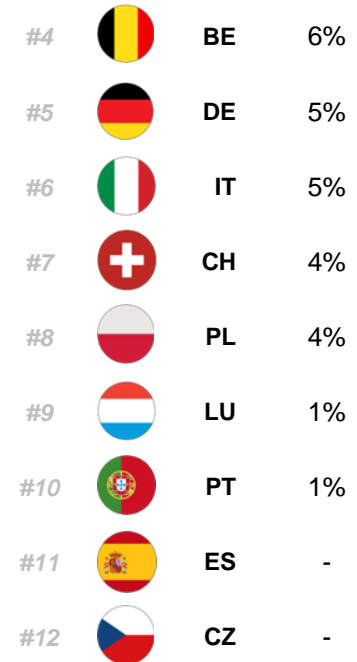 #4 BE 6%
#5 DE 5%
#6 IT 5%
#7 CH 4%
#8 PL 4%
#9 LU 1%
#10 PT 1%
#11 ES -
#12 CZ -